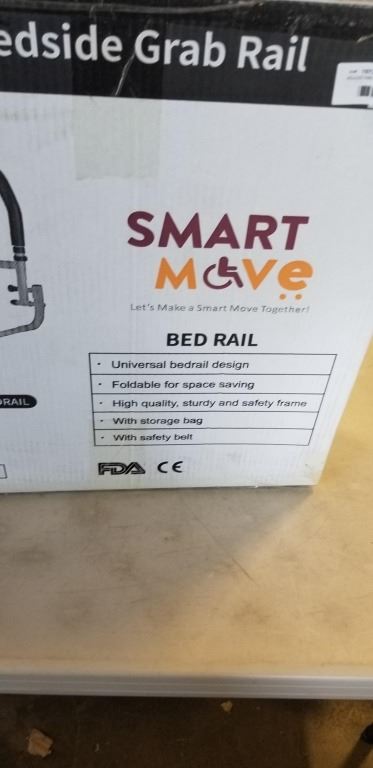 edside Grab Rail
SMART
MOVe
Let's Make a Smart Move Together!
BED RAIL
· Universal bedrail design
· Foldable for space saving
· High quality, sturdy and safety frame
· With storage bag
· With safety belt
DRAIL
FDA CE